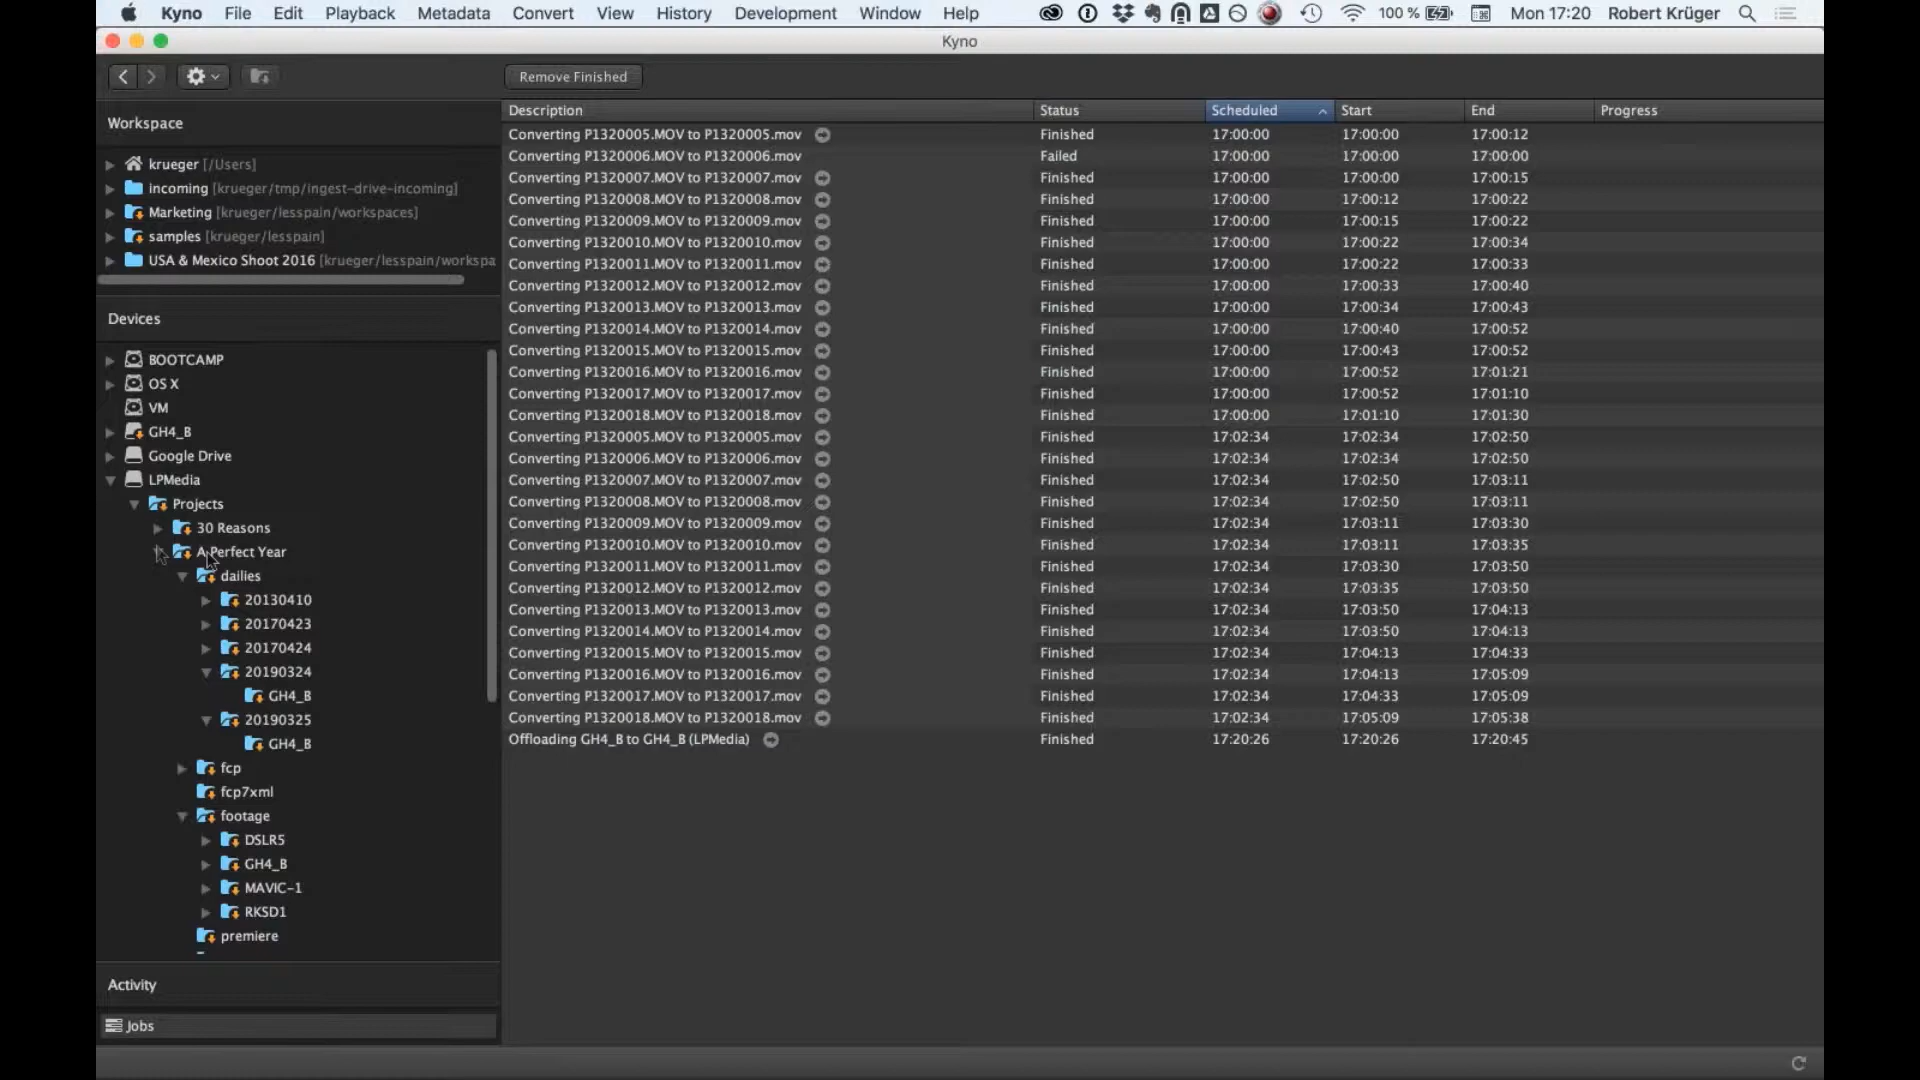 Kyno File Edit Playback Metadata Convert View History Development Window Help 100 % Mon 17:20 Robert Krüger
Kyno
Remove Finished
Workspace
krueger [/Users]
incoming [krueger/tmp/ingest-drive-incoming]
Marketing [krueger/lesspain/workspaces]
samples [krueger/lesspain]
USA & Mexico Shoot 2016 [krueger/lesspain/workspa
Devices
BOOTCAMP
OS X
VM
GH4_B
Google Drive
LPMedia
Projects
30 Reasons
A Perfect Year
dailies
20130410
20170423
20170424
20190324
GH4_B
20190325
GH4_B
fcp
fcp7xml
footage
DSLR5
GH4_B
MAVIC-1
RKSD1
premiere
Activity
Jobs
Description Status Scheduled Start End Progress
Converting P1320005.MOV to P1320005.mov Finished 17:00:00 17:00:00 17:00:12
Converting P1320006.MOV to P1320006.mov Failed 17:00:00 17:00:00 17:00:00
Converting P1320007.MOV to P1320007.mov Finished 17:00:00 17:00:00 17:00:15
Converting P1320008.MOV to P1320008.mov Finished 17:00:00 17:00:12 17:00:22
Converting P1320009.MOV to P1320009.mov Finished 17:00:00 17:00:15 17:00:22
Converting P1320010.MOV to P1320010.mov Finished 17:00:00 17:00:22 17:00:34
Converting P1320011.MOV to P1320011.mov Finished 17:00:00 17:00:22 17:00:33
Converting P1320012.MOV to P1320012.mov Finished 17:00:00 17:00:33 17:00:40
Converting P1320013.MOV to P1320013.mov Finished 17:00:00 17:00:34 17:00:43
Converting P1320014.MOV to P1320014.mov Finished 17:00:00 17:00:40 17:00:52
Converting P1320015.MOV to P1320015.mov Finished 17:00:00 17:00:43 17:00:52
Converting P1320016.MOV to P1320016.mov Finished 17:00:00 17:00:52 17:01:21
Converting P1320017.MOV to P1320017.mov Finished 17:00:00 17:00:52 17:01:10
Converting P1320018.MOV to P1320018.mov Finished 17:00:00 17:01:10 17:01:30
Converting P1320005.MOV to P1320005.mov Finished 17:02:34 17:02:34 17:02:50
Converting P1320006.MOV to P1320006.mov Finished 17:02:34 17:02:34 17:02:50
Converting P1320007.MOV to P1320007.mov Finished 17:02:34 17:02:50 17:03:11
Converting P1320008.MOV to P1320008.mov Finished 17:02:34 17:02:50 17:03:11
Converting P1320009.MOV to P1320009.mov Finished 17:02:34 17:03:11 17:03:30
Converting P1320010.MOV to P1320010.mov Finished 17:02:34 17:03:11 17:03:35
Converting P1320011.MOV to P1320011.mov Finished 17:02:34 17:03:30 17:03:50
Converting P1320012.MOV to P1320012.mov Finished 17:02:34 17:03:35 17:03:50
Converting P1320013.MOV to P1320013.mov Finished 17:02:34 17:03:50 17:04:13
Converting P1320014.MOV to P1320014.mov Finished 17:02:34 17:03:50 17:04:13
Converting P1320015.MOV to P1320015.mov Finished 17:02:34 17:04:13 17:04:33
Converting P1320016.MOV to P1320016.mov Finished 17:02:34 17:04:13 17:05:09
Converting P1320017.MOV to P1320017.mov Finished 17:02:34 17:04:33 17:05:09
Converting P1320018.MOV to P1320018.mov Finished 17:02:34 17:05:09 17:05:38
Offloading GH4_B to GH4_B (LPMedia) Finished 17:20:26 17:20:26 17:20:45